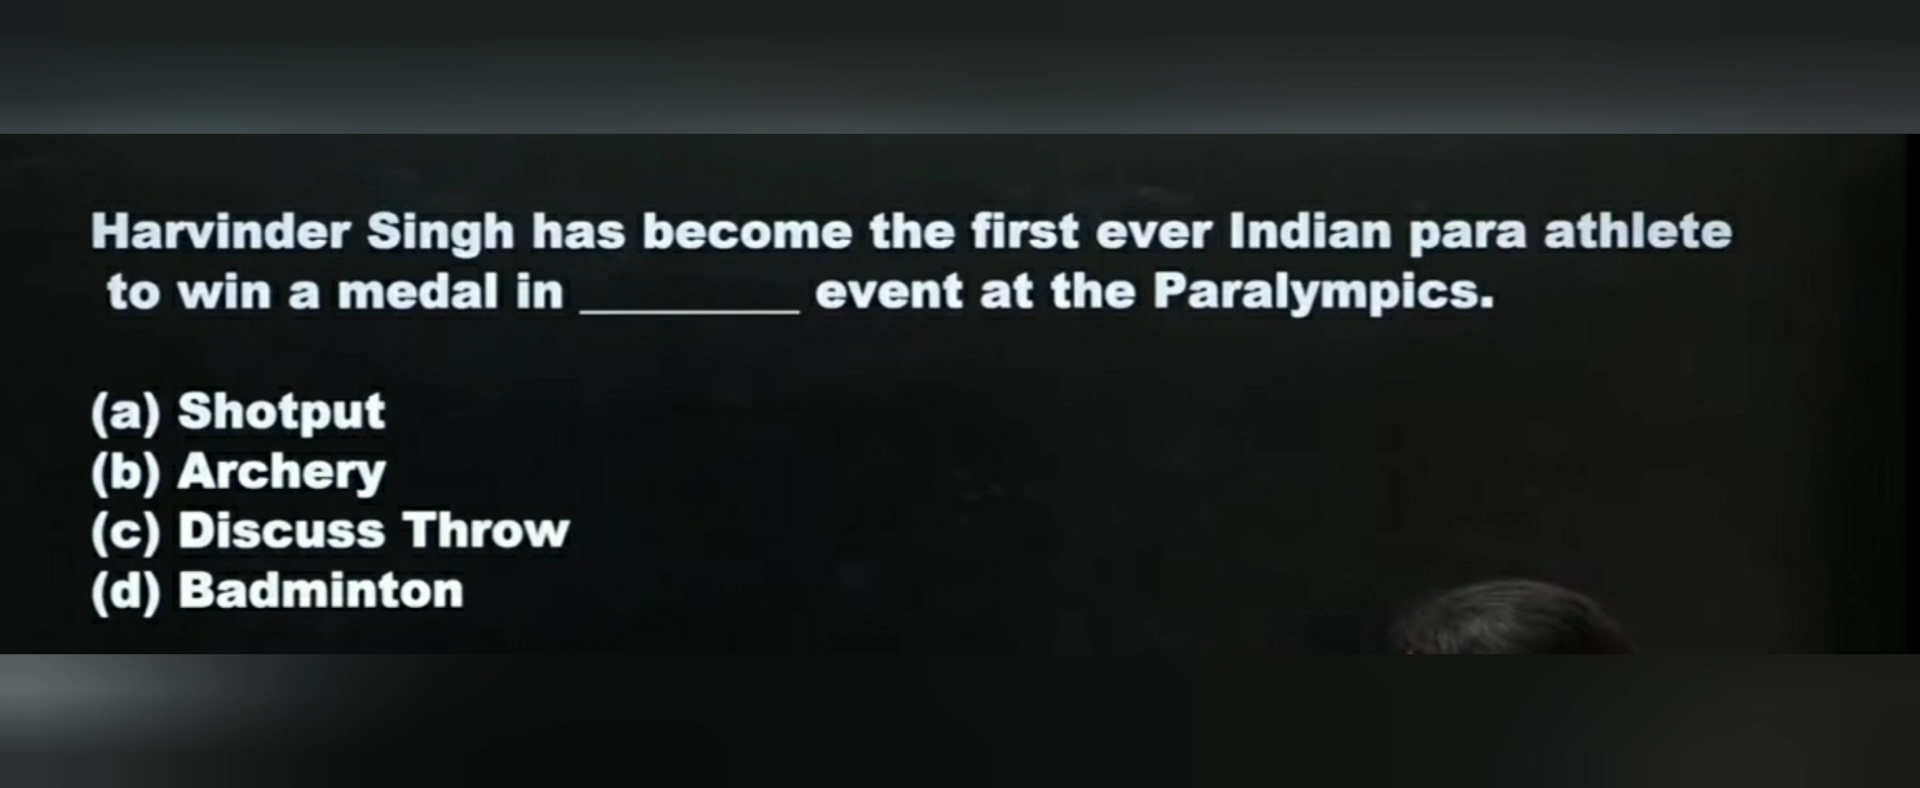 Harvinder Singh has become the first ever Indian para athlete
to win a medal in ________ event at the Paralympics.
(a) Shotput
(b) Archery
(c) Discuss Throw
(d) Badminton